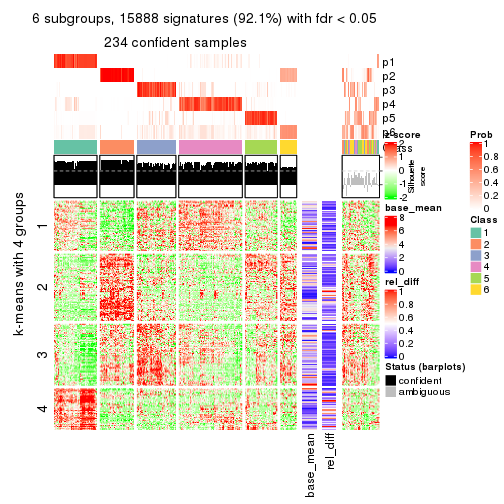 6 subgroups, 15888 signatures (92.1%) with fdr < 0.05
234 confident samples
p1
p2
p3
p4
p5
p6
Class
z-score
2
1
0
-1
-2
Silhouette
score
Prob
1
0.8
0.6
0.4
0.2
0
base_mean
8
6
4
2
0
Class
1
2
3
4
5
6
rel_diff
1
0.8
0.6
0.4
0.2
0
Status (barplots)
confident
ambiguous
k-means with 4 groups
1
2
3
4
base_mean
rel_diff